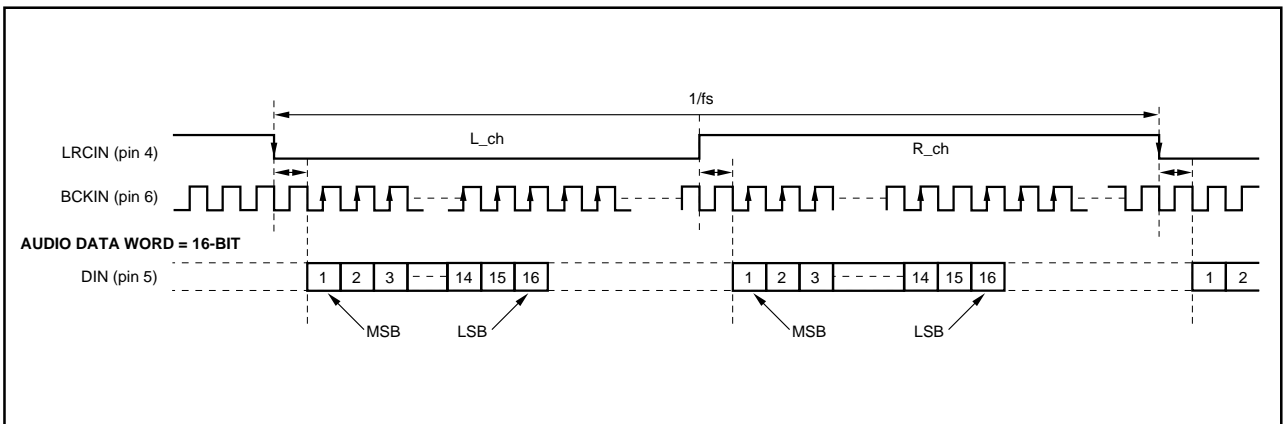 1/fs
L_ch
R_ch
LRCIN (pin 4)
BCKIN (pin 6)
AUDIO DATA WORD = 16-BIT
DIN (pin 5)
1 2 3 14 15 16 1 2 3 14 15 16 1 2
MSB LSB MSB LSB